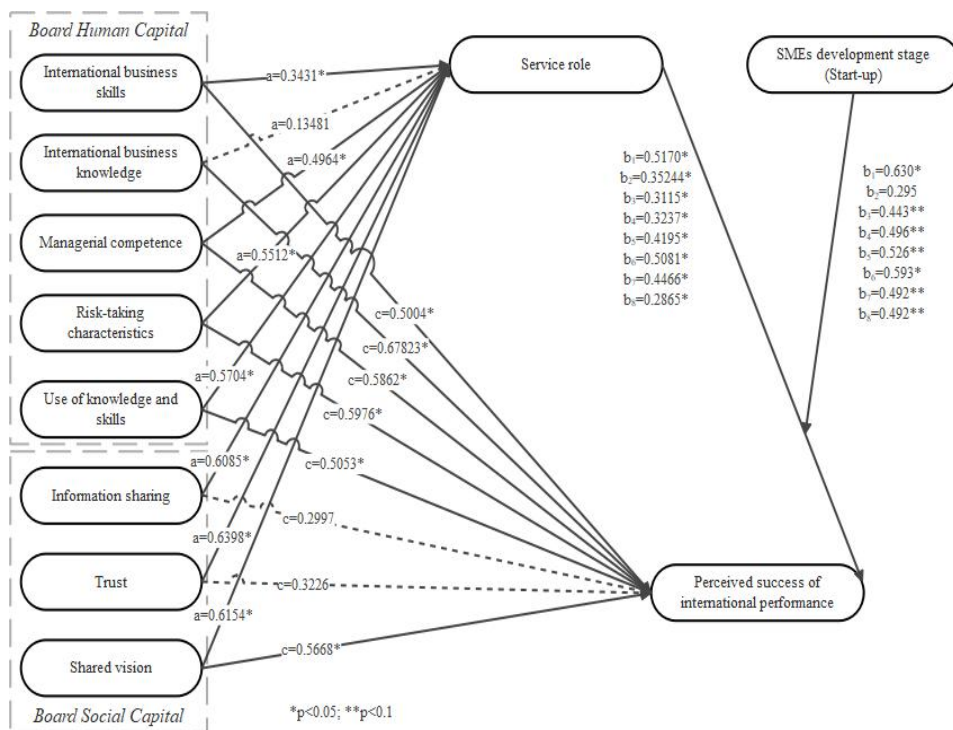 Board Human Capital
International business
skills
International business
knowledge
Managerial competence
Risk-taking
characteristics
Use of knowledge and
skills
Information sharing
Trust
Shared vision
Board Social Capital
Service role
SMEs development stage
(Start-up)
a=0.3431*
a=0.13481
a=0.4964*
a=0.5512*
a=0.5704*
a=0.6085*
a=0.6398*
a=0.6154*
c=0.5004*
c=0.67823*
c=0.5862*
c=0.5976*
c=0.5053*
c=0.2997
c=0.3226
c=0.5668*
b₁=0.5170*
b₂=0.35244*
b₃=0.3115*
b₄=0.3237*
b₅=0.4195*
b₆=0.5081*
b₇=0.4466*
b₈=0.2865*
b₁=0.630*
b₂=0.295
b₃=0.443**
b₄=0.496**
b₅=0.526**
b₆=0.593*
b₇=0.492**
b₈=0.492**
Perceived success of
international performance
*p<0.05; **p<0.1